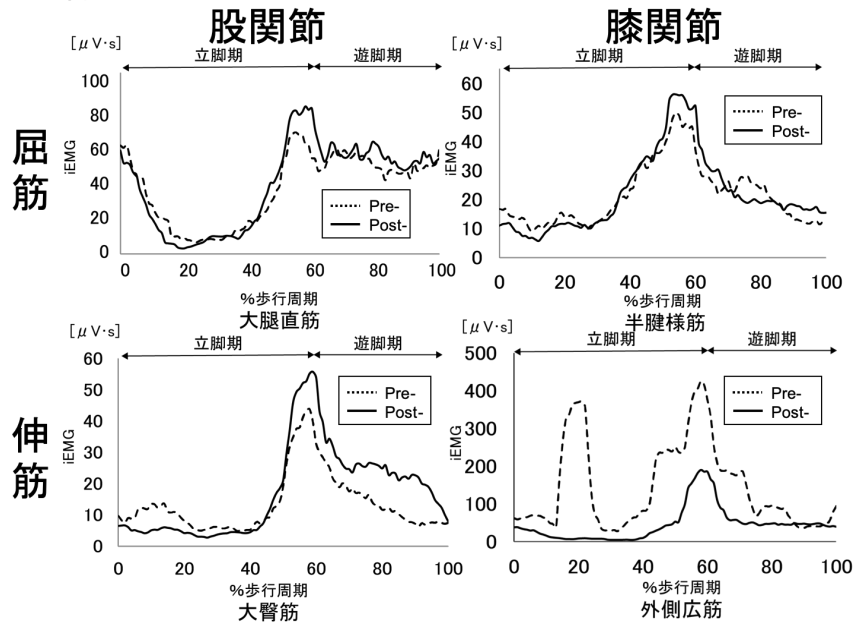 股関節
膝関節
屈筋
伸筋
[μV・s]
立脚期
遊脚期
iEMG
100
80
60
40
20
0
Pre-
Post-
0
20
40
60
80
100
%歩行周期
大腿直筋
[μV・s]
立脚期
遊脚期
iEMG
60
50
40
30
20
10
0
Pre-
Post-
0
20
40
60
80
100
%歩行周期
半腱様筋
[μV・s]
立脚期
遊脚期
iEMG
60
50
40
30
20
10
0
Pre-
Post-
0
20
40
60
80
100
%歩行周期
大臀筋
[μV・s]
立脚期
遊脚期
iEMG
500
400
300
200
100
0
Pre-
Post-
0
20
40
60
80
100
%歩行周期
外側広筋